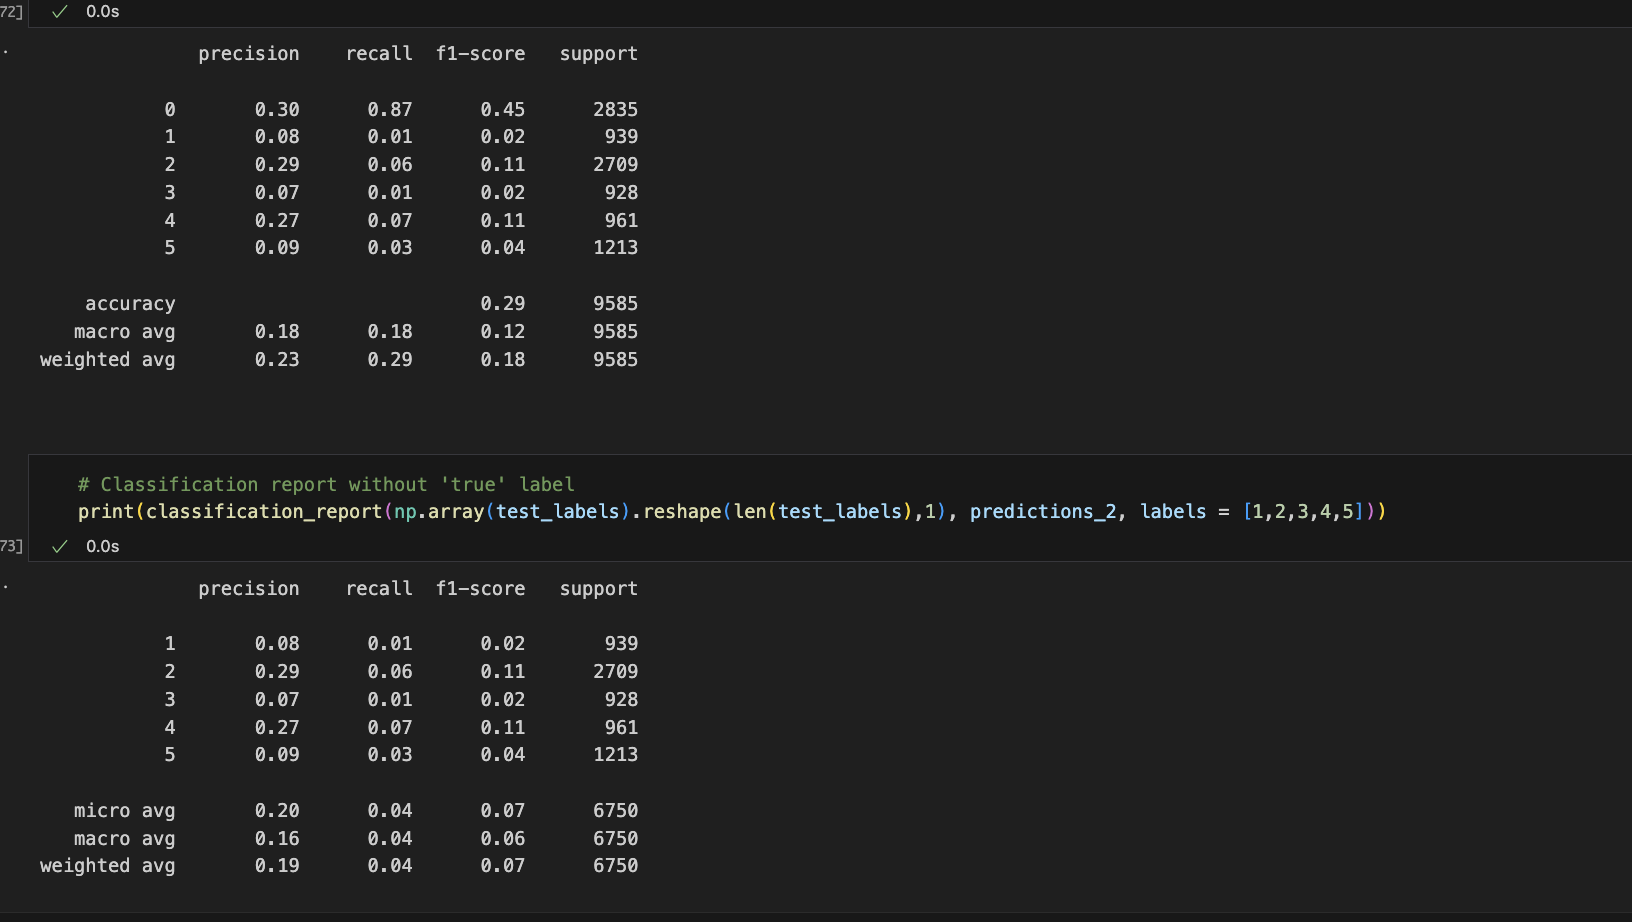 72] ✓ 0.0s
precision recall f1-score support
0 0.30 0.87 0.45 2835
1 0.08 0.01 0.02 939
2 0.29 0.06 0.11 2709
3 0.07 0.01 0.02 928
4 0.27 0.07 0.11 961
5 0.09 0.03 0.04 1213
accuracy 0.29 9585
macro avg 0.18 0.18 0.12 9585
weighted avg 0.23 0.29 0.18 9585
# Classification report without 'true' label
print(classification_report(np.array(test_labels).reshape(len(test_labels),1), predictions_2, labels = [1,2,3,4,5]))
73] ✓ 0.0s
precision recall f1-score support
1 0.08 0.01 0.02 939
2 0.29 0.06 0.11 2709
3 0.07 0.01 0.02 928
4 0.27 0.07 0.11 961
5 0.09 0.03 0.04 1213
micro avg 0.20 0.04 0.07 6750
macro avg 0.16 0.04 0.06 6750
weighted avg 0.19 0.04 0.07 6750